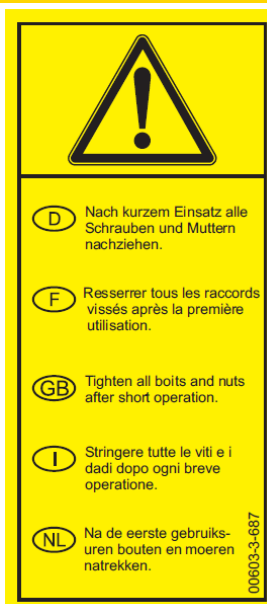 D Nach kurzem Einsatz alle
Schrauben und Muttern
nachziehen.
F Resserrer tous les raccords
vissés après la première
utilisation.
GB Tighten all boits and nuts
after short operation.
I Stringere tutte le viti e i
dadi dopo ogni breve
operatione.
NL Na de eerste gebruiks-
uren bouten en moeren
natrekken.
00603-3-687